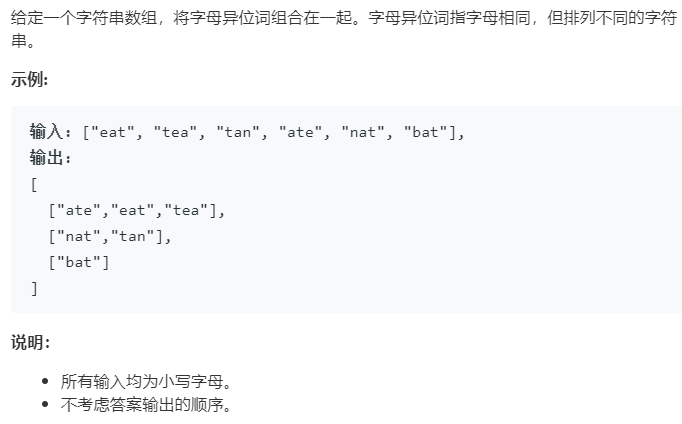 给定一个字符串数组，将字母异位词组合在一起。字母异位词指字母相同，但排列不同的字符
串。
示例:
输入: ["eat", "tea", "tan", "ate", "nat", "bat"],
输出:
[
  ["ate","eat","tea"],
  ["nat","tan"],
  ["bat"]
]
说明：
所有输入均为小写字母。
不考虑答案输出的顺序。